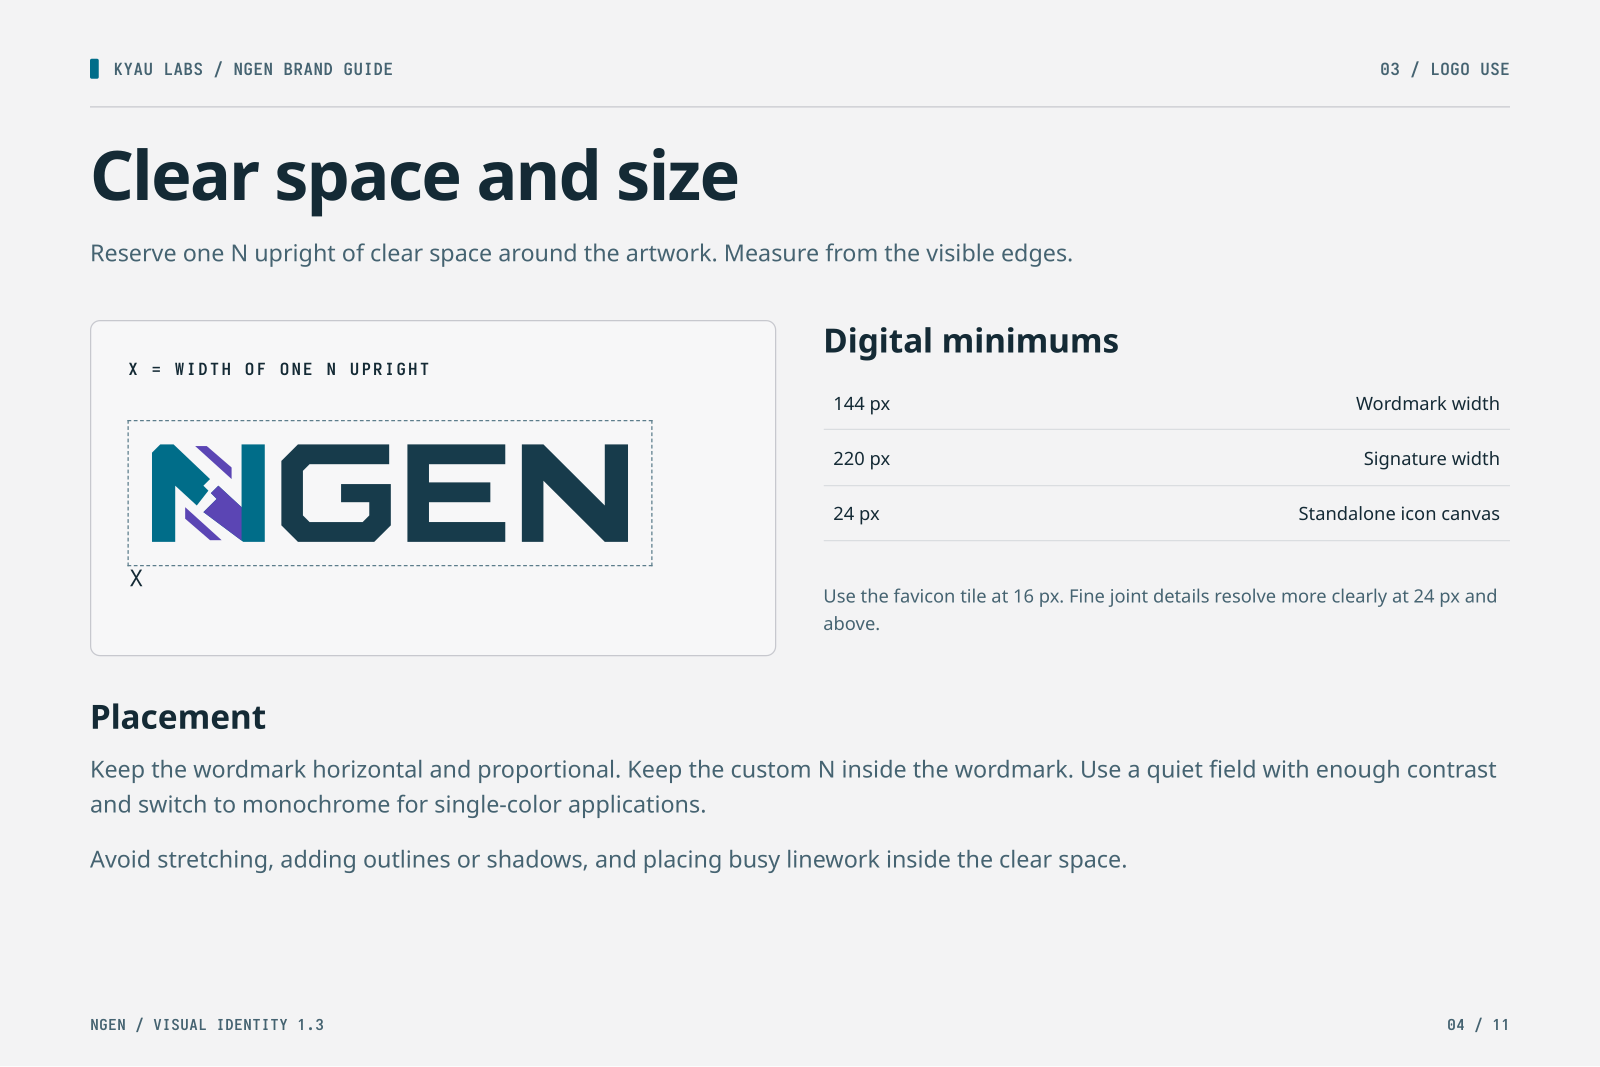 KYAU LABS / NGEN BRAND GUIDE
03 / LOGO USE
Clear space and size
Reserve one N upright of clear space around the artwork. Measure from the visible edges.
X = WIDTH OF ONE N UPRIGHT
NGEN
X
Digital minimums
144 px Wordmark width
220 px Signature width
24 px Standalone icon canvas
Use the favicon tile at 16 px. Fine joint details resolve more clearly at 24 px and
above.
Placement
Keep the wordmark horizontal and proportional. Keep the custom N inside the wordmark. Use a quiet field with enough contrast
and switch to monochrome for single-color applications.
Avoid stretching, adding outlines or shadows, and placing busy linework inside the clear space.
NGEN / VISUAL IDENTITY 1.3
04 / 11